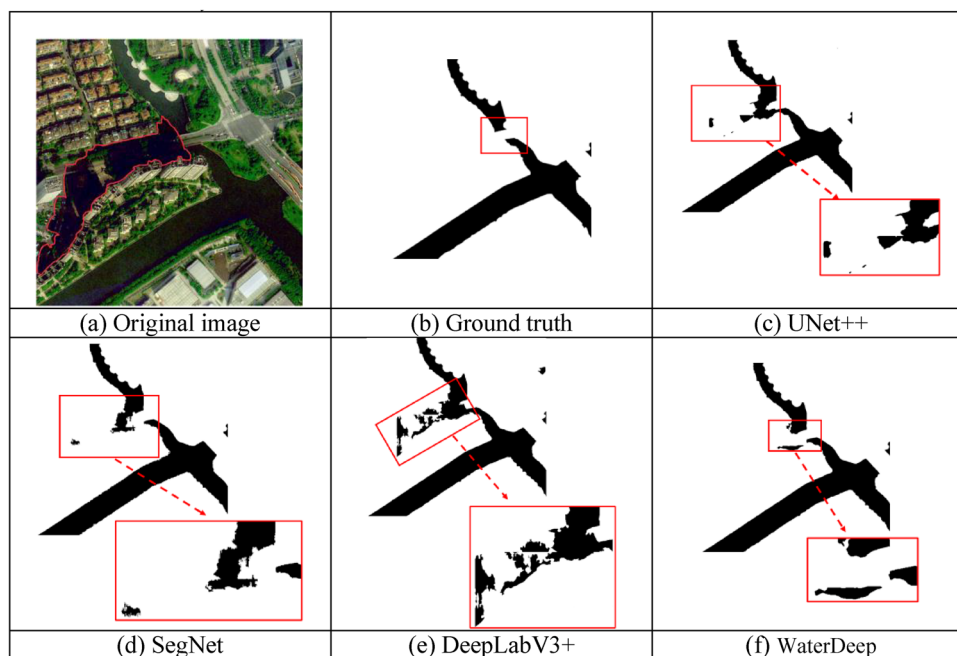 (a) Original image
(b) Ground truth
(c) UNet++
(d) SegNet
(e) DeepLabV3+
(f) WaterDeep